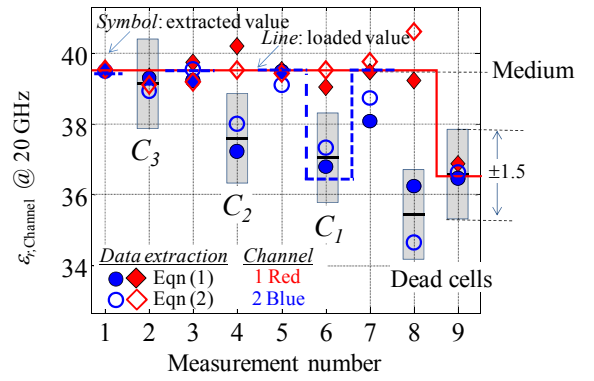 Symbol: extracted value
Line: loaded value
40
38
36
34
ε_r,Channel @ 20 GHz
Medium
C₃
C₂
C₁
±1.5
Data extraction Channel
Eqn (1) 1 Red
Eqn (2) 2 Blue
Dead cells
1 2 3 4 5 6 7 8 9
Measurement number